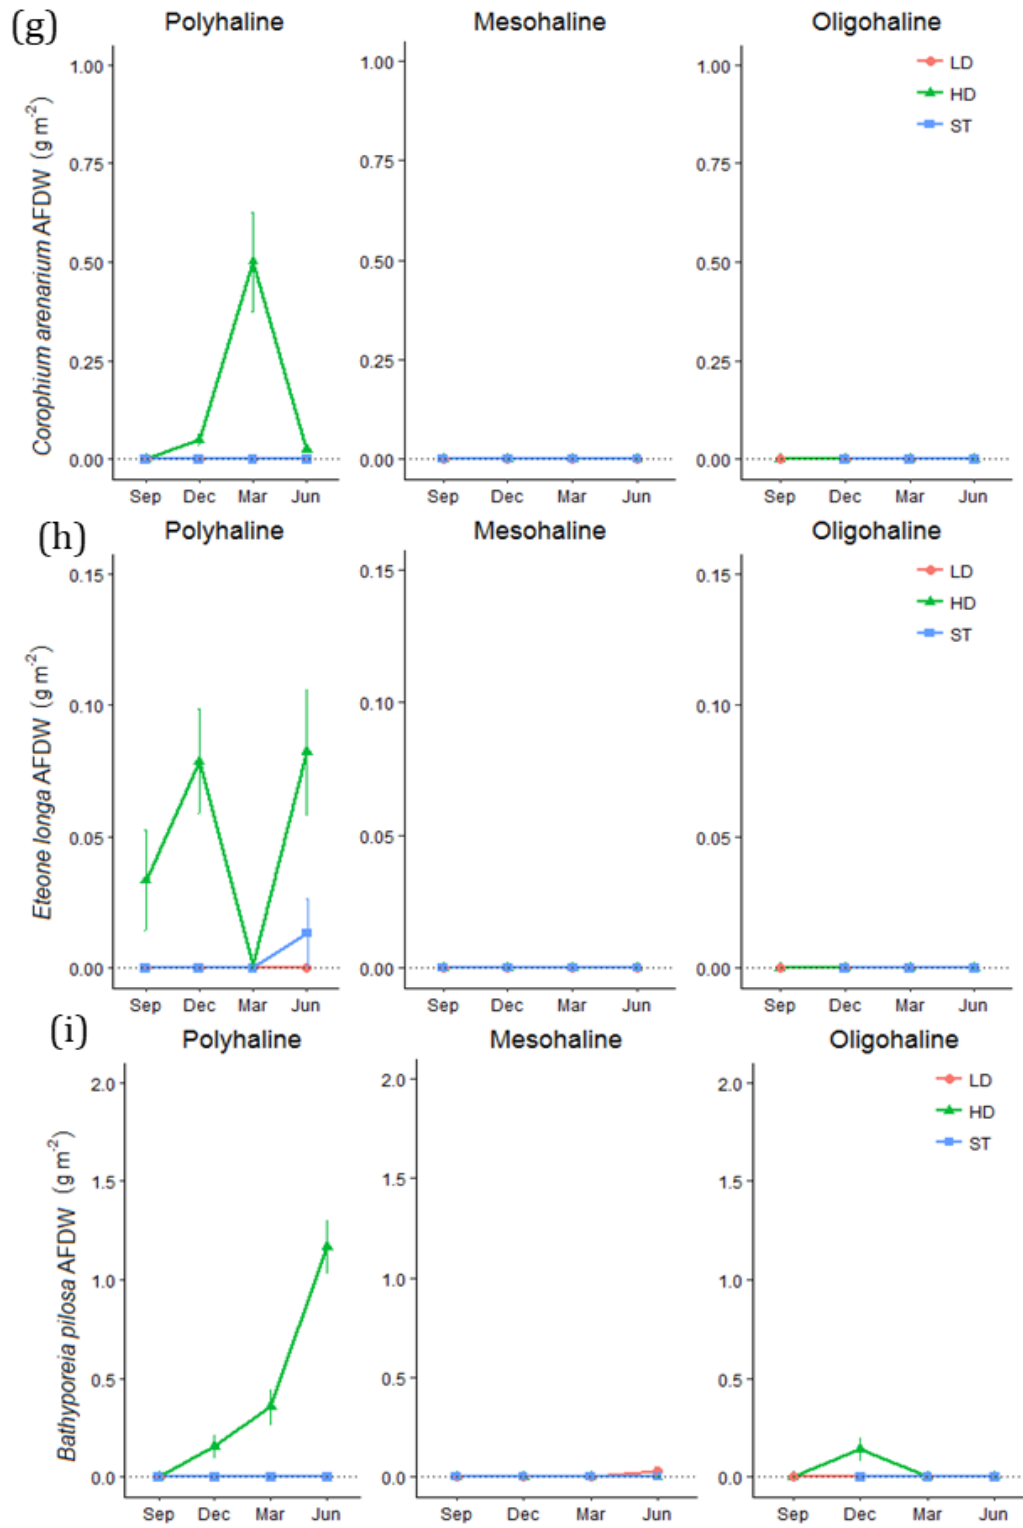 (g)
Polyhaline Mesohaline Oligohaline
Corophium arenarium AFDW (g m-2)
1.00
0.75
0.50
0.25
0.00
Sep Dec Mar Jun
1.00
0.75
0.50
0.25
0.00
Sep Dec Mar Jun
1.00
0.75
0.50
0.25
0.00
Sep Dec Mar Jun
LD
HD
ST
(h)
Polyhaline Mesohaline Oligohaline
Eteone longa AFDW (g m-2)
0.15
0.10
0.05
0.00
Sep Dec Mar Jun
0.15
0.10
0.05
0.00
Sep Dec Mar Jun
0.15
0.10
0.05
0.00
Sep Dec Mar Jun
LD
HD
ST
(i)
Polyhaline Mesohaline Oligohaline
Bathyporeia pilosa AFDW (g m-2)
2.0
1.5
1.0
0.5
0.0
Sep Dec Mar Jun
2.0
1.5
1.0
0.5
0.0
Sep Dec Mar Jun
2.0
1.5
1.0
0.5
0.0
Sep Dec Mar Jun
LD
HD
ST